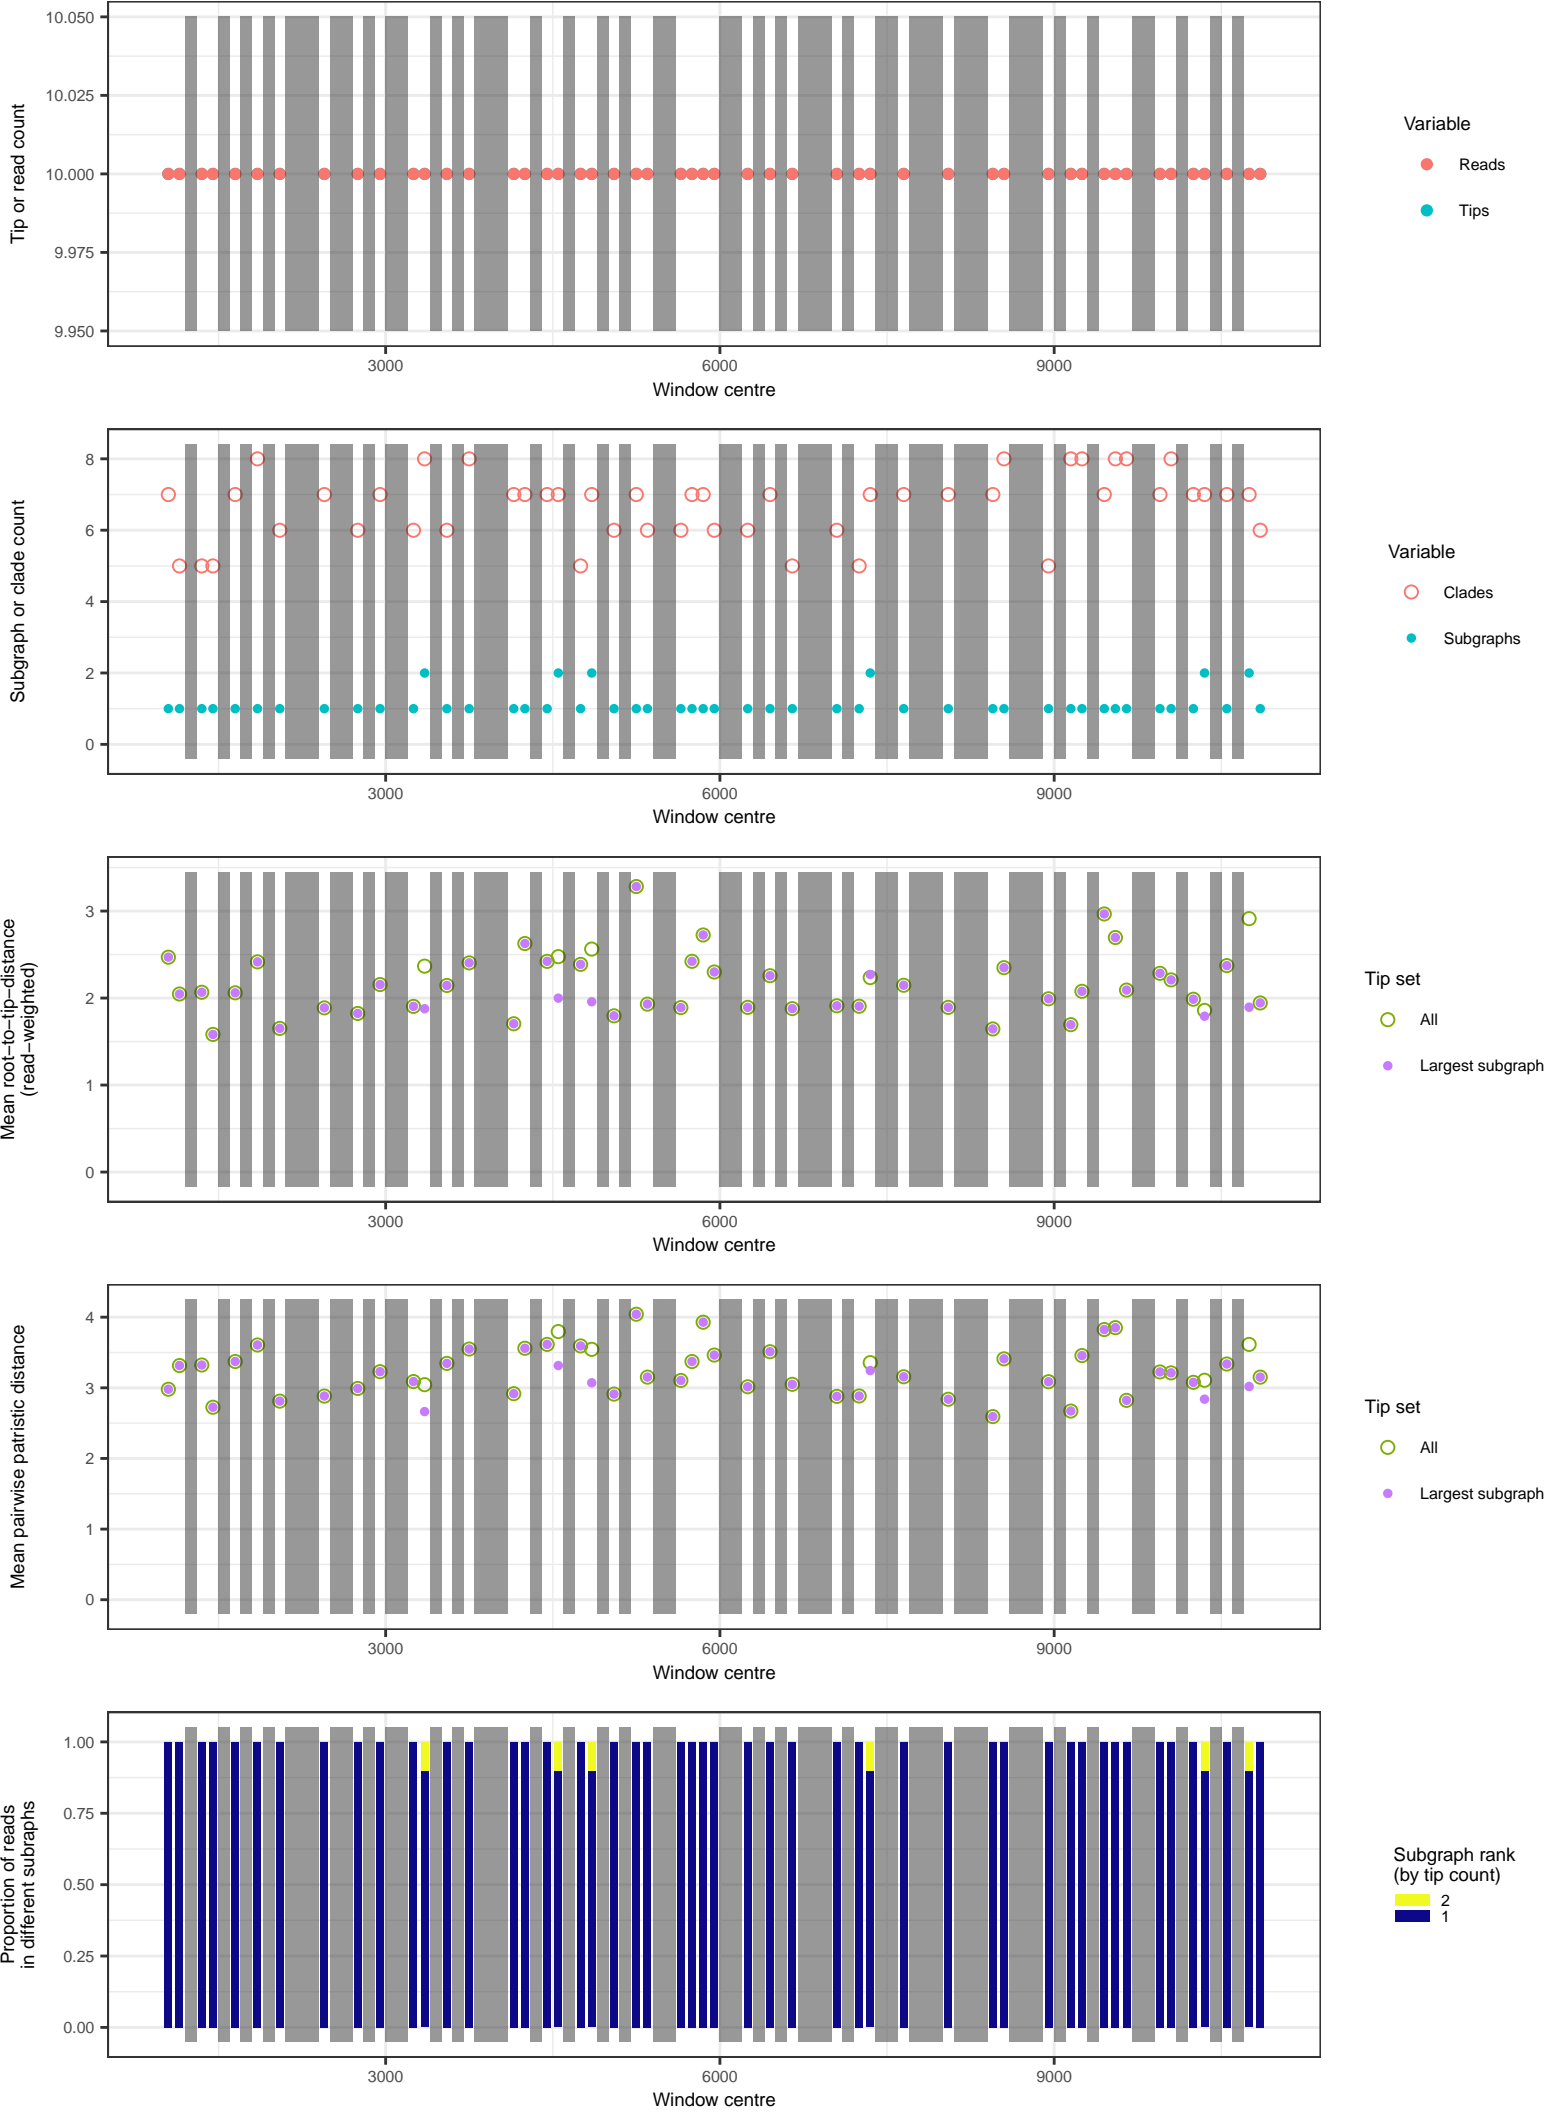 10.050
10.025
10.000
9.975
9.950
Tip or read count
3000 6000 9000
Window centre
Variable
Reads
Tips
8
6
4
2
0
Subgraph or clade count
3000 6000 9000
Window centre
Variable
Clades
Subgraphs
3
2
1
0
Mean root−to−tip−distance
(read−weighted)
3000 6000 9000
Window centre
Tip set
All
Largest subgraph
4
3
2
1
0
Mean pairwise patristic distance
3000 6000 9000
Window centre
Tip set
All
Largest subgraph
1.00
0.75
0.50
0.25
0.00
Proportion of reads
in different subraphs
3000 6000 9000
Window centre
Subgraph rank
(by tip count)
2
1